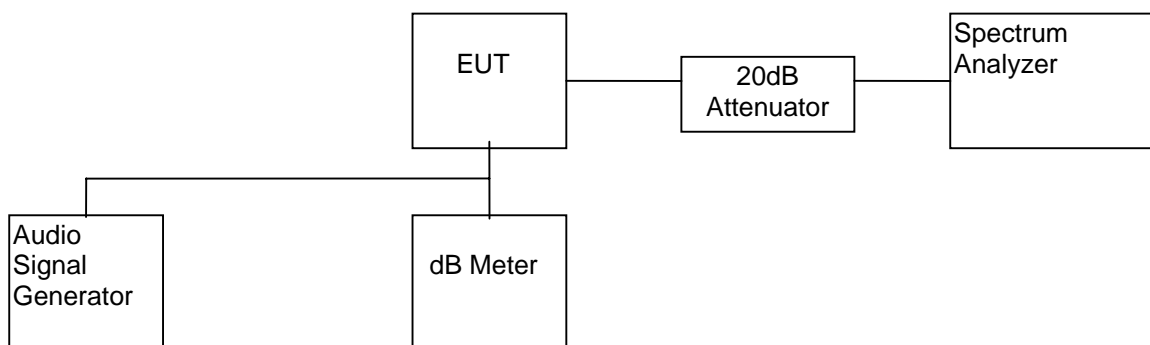 EUT
20dB
Attenuator
Spectrum
Analyzer
Audio
Signal
Generator
dB Meter